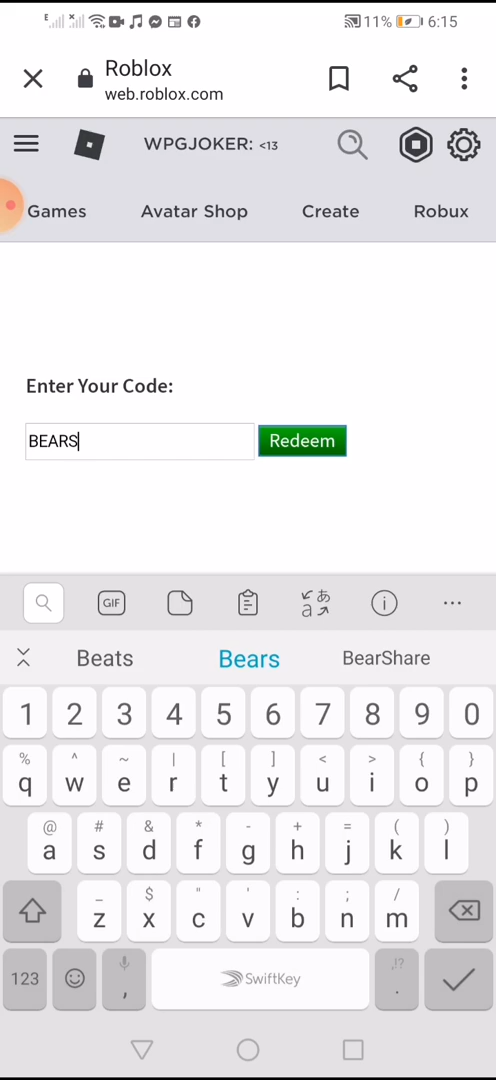 E 11% 6:15
Roblox
web.roblox.com
WPGJOKER: <13
Games Avatar Shop Create Robux
Enter Your Code:
BEARS Redeem
GIF あ a i ...
Beats Bears BearShare
1 2 3 4 5 6 7 8 9 0
% ^ ~ | [ ] < > { }
q w e r t y u i o p
@ # & * - + = ( )
a s d f g h j k l
_ $ " ' : ; /
z x c v b n m
,!?
123 , SwiftKey .